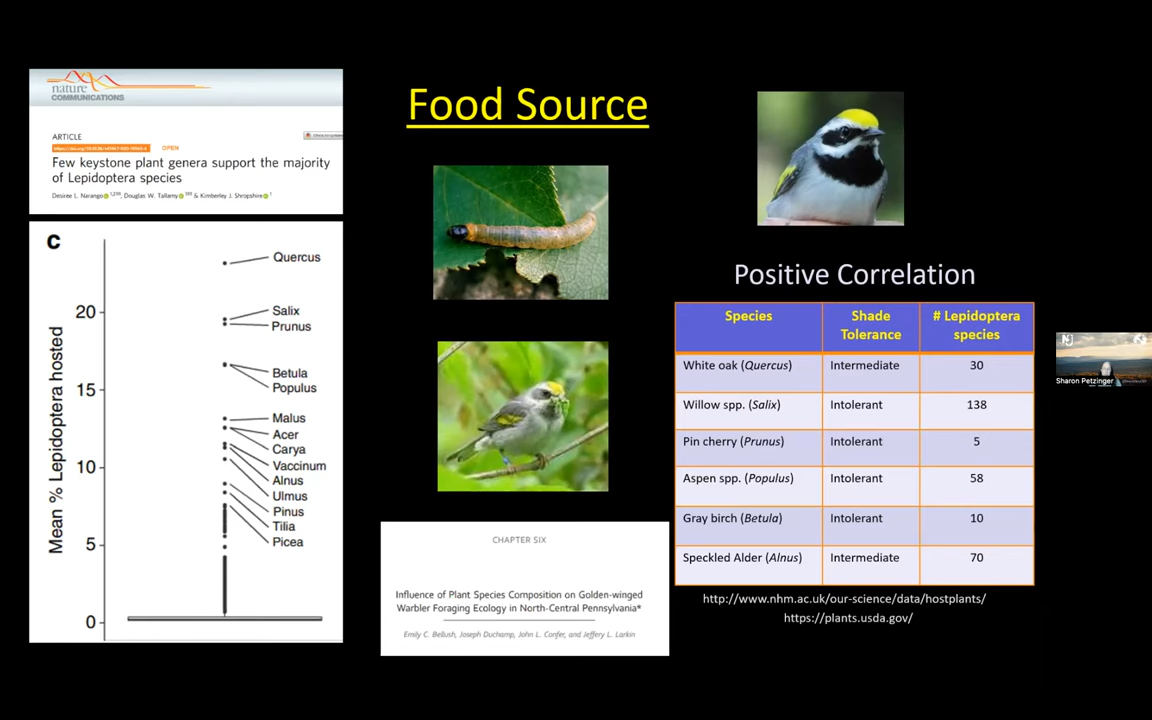 nature
COMMUNICATIONS
ARTICLE
OPEN
Few keystone plant genera support the majority
of Lepidoptera species
Desiree L. Narango, Douglas W. Tallamy & Kimberley J. Shropshire
c
Mean % Lepidoptera hosted
20
15
10
5
0
Quercus
Salix
Prunus
Betula
Populus
Malus
Acer
Carya
Vaccinum
Alnus
Ulmus
Pinus
Tilia
Picea
Food Source
CHAPTER SIX
Influence of Plant Species Composition on Golden-winged
Warbler Foraging Ecology in North-Central Pennsylvania*
Emily C. Bellush, Joseph Duchamp, John L. Confer, and Jeffery L. Larkin
Positive Correlation
Species Shade Tolerance # Lepidoptera species
White oak (Quercus) Intermediate 30
Willow spp. (Salix) Intolerant 138
Pin cherry (Prunus) Intolerant 5
Aspen spp. (Populus) Intolerant 58
Gray birch (Betula) Intolerant 10
Speckled Alder (Alnus) Intermediate 70
http://www.nhm.ac.uk/our-science/data/hostplants/
https://plants.usda.gov/
Sharon Petzinger